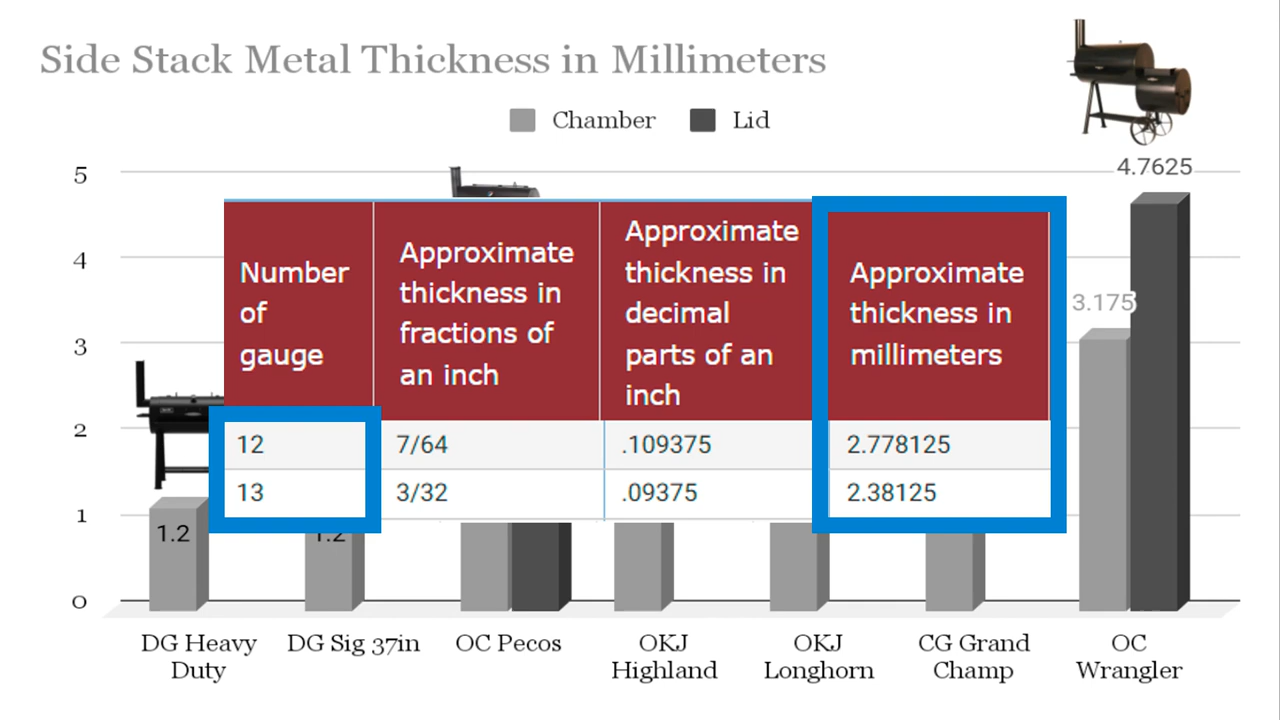 Side Stack Metal Thickness in Millimeters
Chamber
Lid
5
4
3
2
1
0
4.7625
3.175
Number
of
gauge
Approximate
thickness in
fractions of
an inch
Approximate
thickness in
decimal
parts of an
inch
Approximate
thickness in
millimeters
12 7/64 .109375 2.778125
13 3/32 .09375 2.38125
1.2
1.2
DG Heavy
Duty
DG Sig 37in
OC Pecos
OKJ
Highland
OKJ
Longhorn
CG Grand
Champ
OC
Wrangler